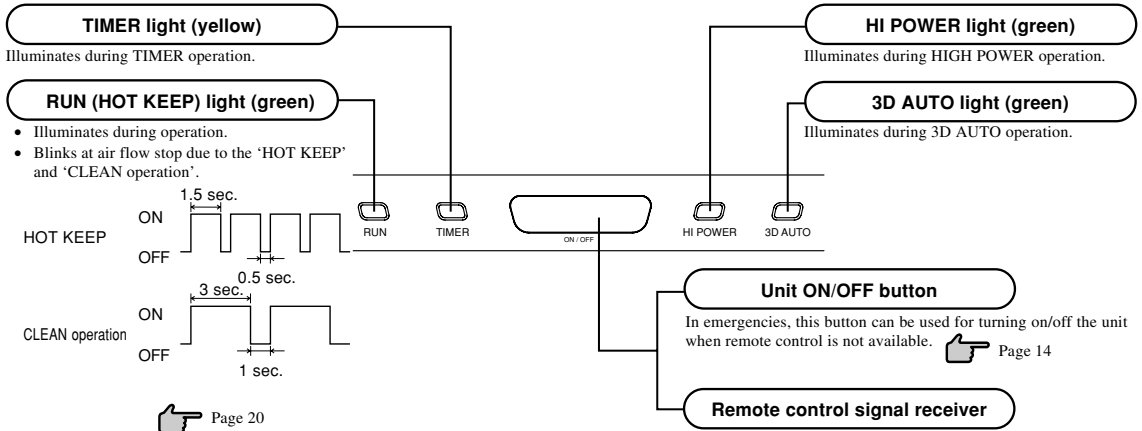 TIMER light (yellow)
Illuminates during TIMER operation.
RUN (HOT KEEP) light (green)
• Illuminates during operation.
• Blinks at air flow stop due to the ‘HOT KEEP’
and ‘CLEAN operation’.
HI POWER light (green)
Illuminates during HIGH POWER operation.
3D AUTO light (green)
Illuminates during 3D AUTO operation.
1.5 sec.
ON
HOT KEEP
OFF
0.5 sec.
3 sec.
ON
CLEAN operation
OFF
1 sec.
Page 20
RUN
TIMER
ON / OFF
HI POWER
3D AUTO
Unit ON/OFF button
In emergencies, this button can be used for turning on/off the unit
when remote control is not available.
Page 14
Remote control signal receiver